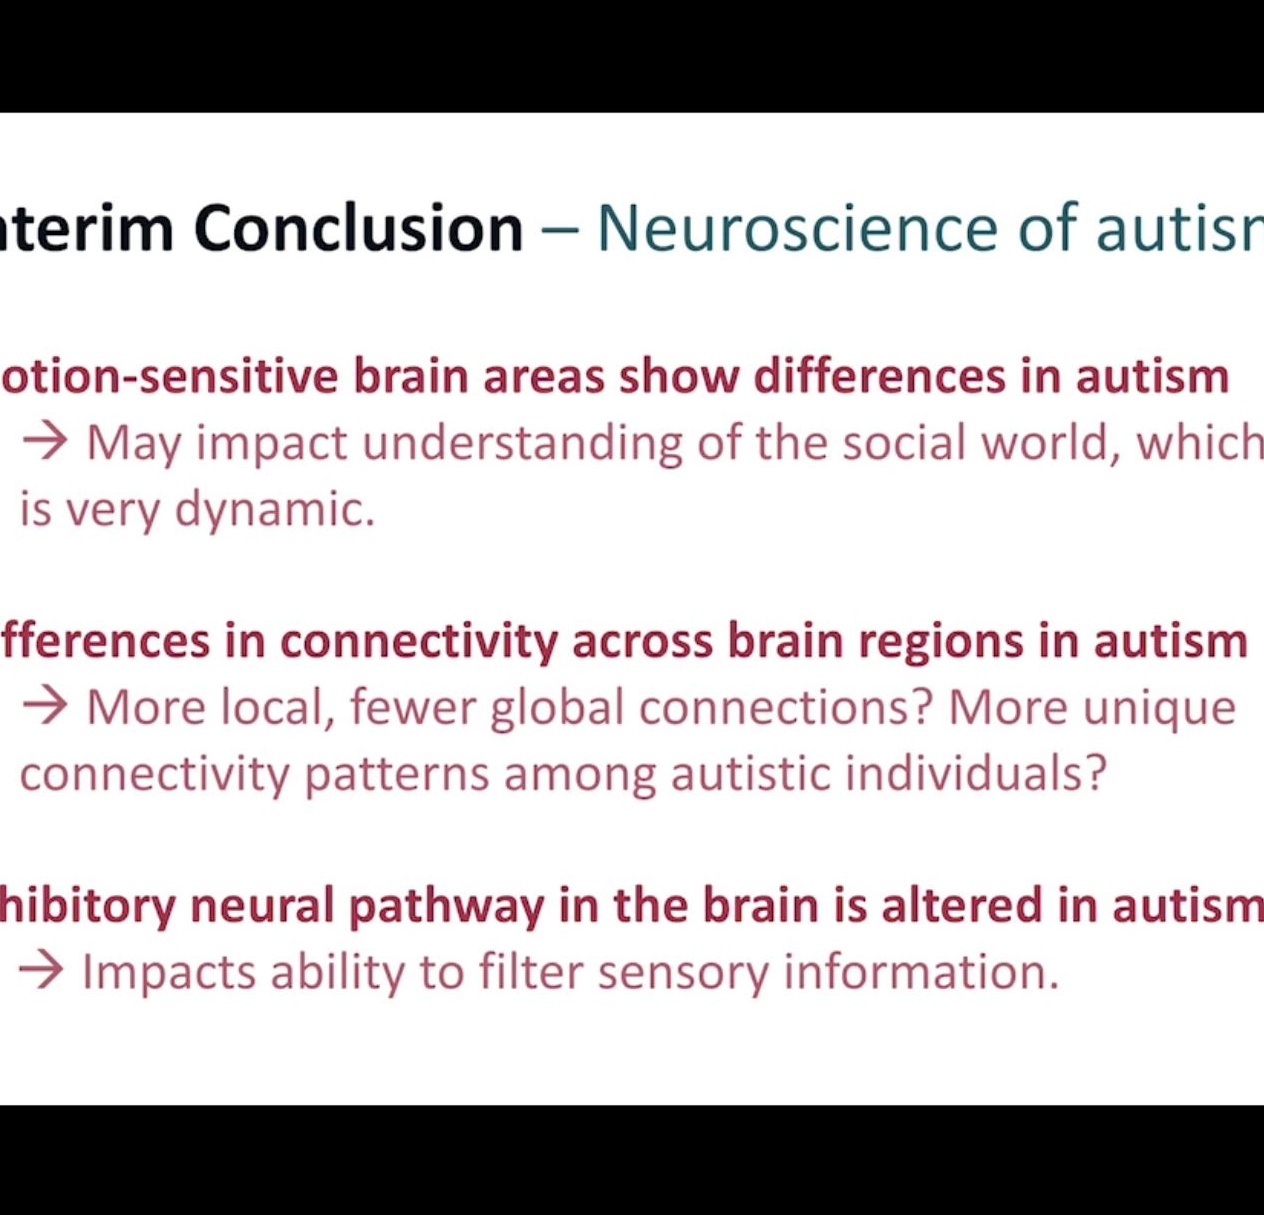 nterim Conclusion – Neuroscience of autism
otion-sensitive brain areas show differences in autism
→ May impact understanding of the social world, which
is very dynamic.
fferences in connectivity across brain regions in autism
→ More local, fewer global connections? More unique
connectivity patterns among autistic individuals?
hibitory neural pathway in the brain is altered in autism
→ Impacts ability to filter sensory information.